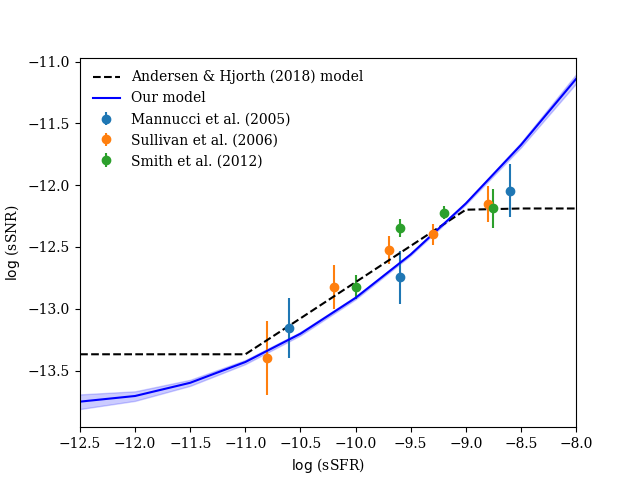 −11.0
−11.5
−12.0
−12.5
−13.0
−13.5
log (sSNR)
Andersen & Hjorth (2018) model
Our model
Mannucci et al. (2005)
Sullivan et al. (2006)
Smith et al. (2012)
−12.5 −12.0 −11.5 −11.0 −10.5 −10.0 −9.5 −9.0 −8.5 −8.0
log (sSFR)